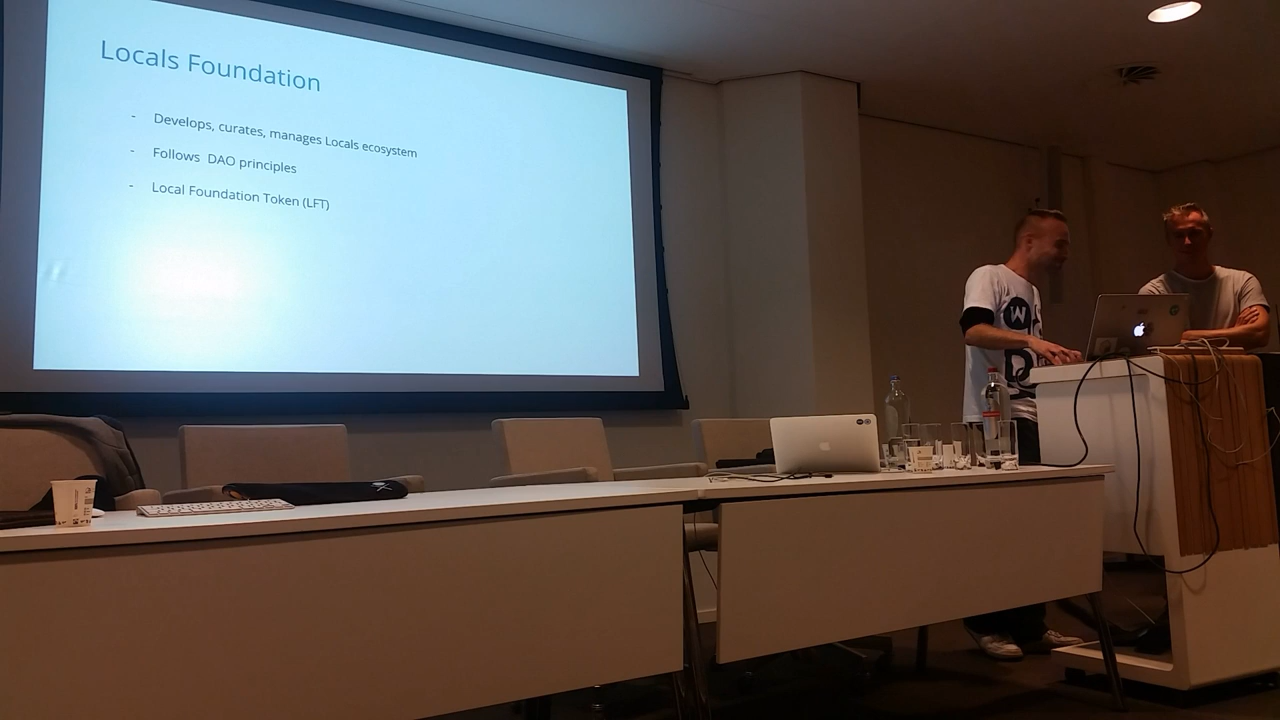 Locals Foundation
- Develops, curates, manages Locals ecosystem
- Follows DAO principles
- Local Foundation Token (LFT)
W